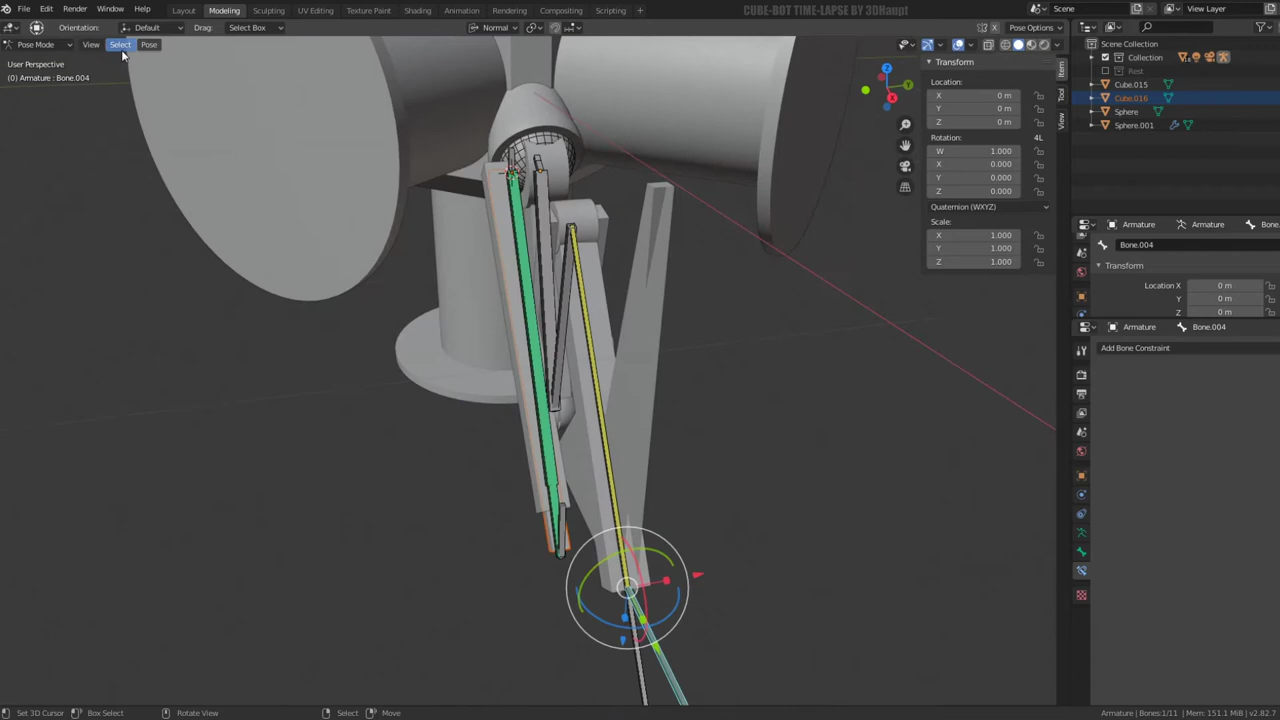 File Edit Render Window Help Layout Modeling Sculpting UV Editing Texture Paint Shading Animation Rendering Compositing Scripting Scene View Layer
Orientation: Default Drag: Select Box Normal Pose Options
CUBE-BOT TIME-LAPSE BY 3DHaupt
Pose Mode View Select Pose
User Perspective
(0) Armature : Bone.004
Transform
Location:
X 0 m
Y 0 m
Z 0 m
Rotation: 4L
W 1.000
X 0.000
Y 0.000
Z 0.000
Quaternion (WXYZ)
Scale:
X 1.000
Y 1.000
Z 1.000
Item
Tool
View
Z
Y
X
Scene Collection
Collection
Rest
Cube.015
Cube.016
Sphere
Sphere.001
Armature Armature Bone.
Bone.004
Transform
Location X 0 m
Y 0 m
Z 0 m
Armature Bone.004
Add Bone Constraint
Set 3D Cursor Box Select Rotate View Select Move Armature | Bones:1/11 | Mem: 151.1 MiB | v2.82.7